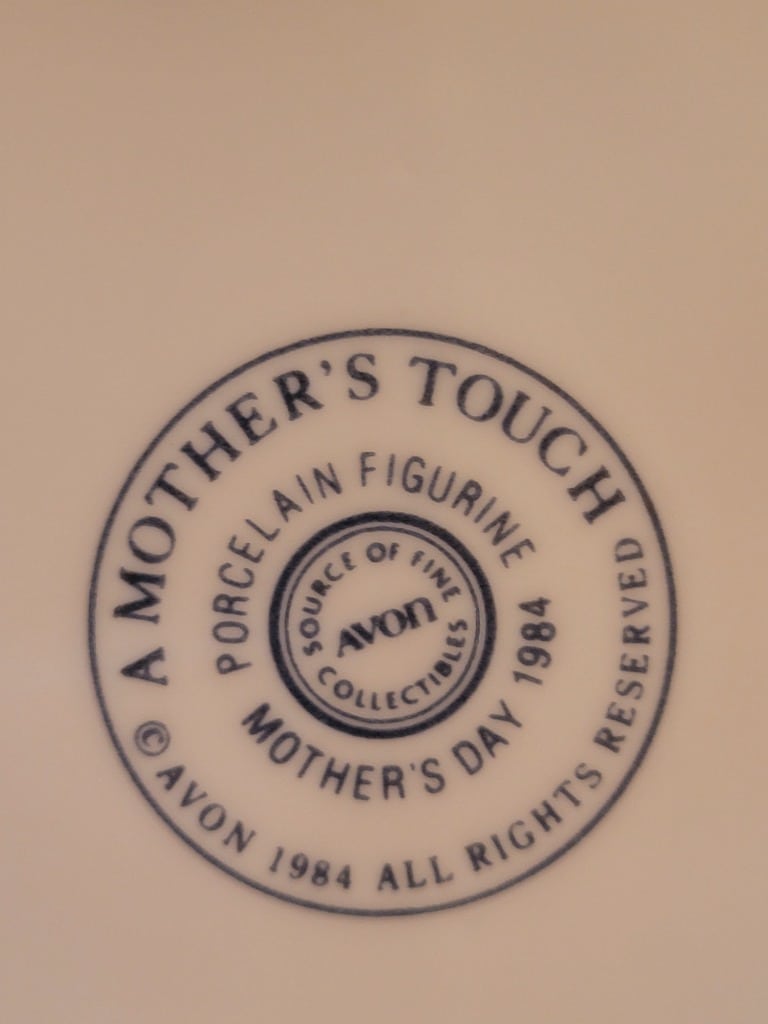 A MOTHER'S TOUCH
© AVON 1984 ALL RIGHTS RESERVED
PORCELAIN FIGURINE
MOTHER'S DAY 1984
SOURCE OF FINE
AVON
COLLECTIBLES